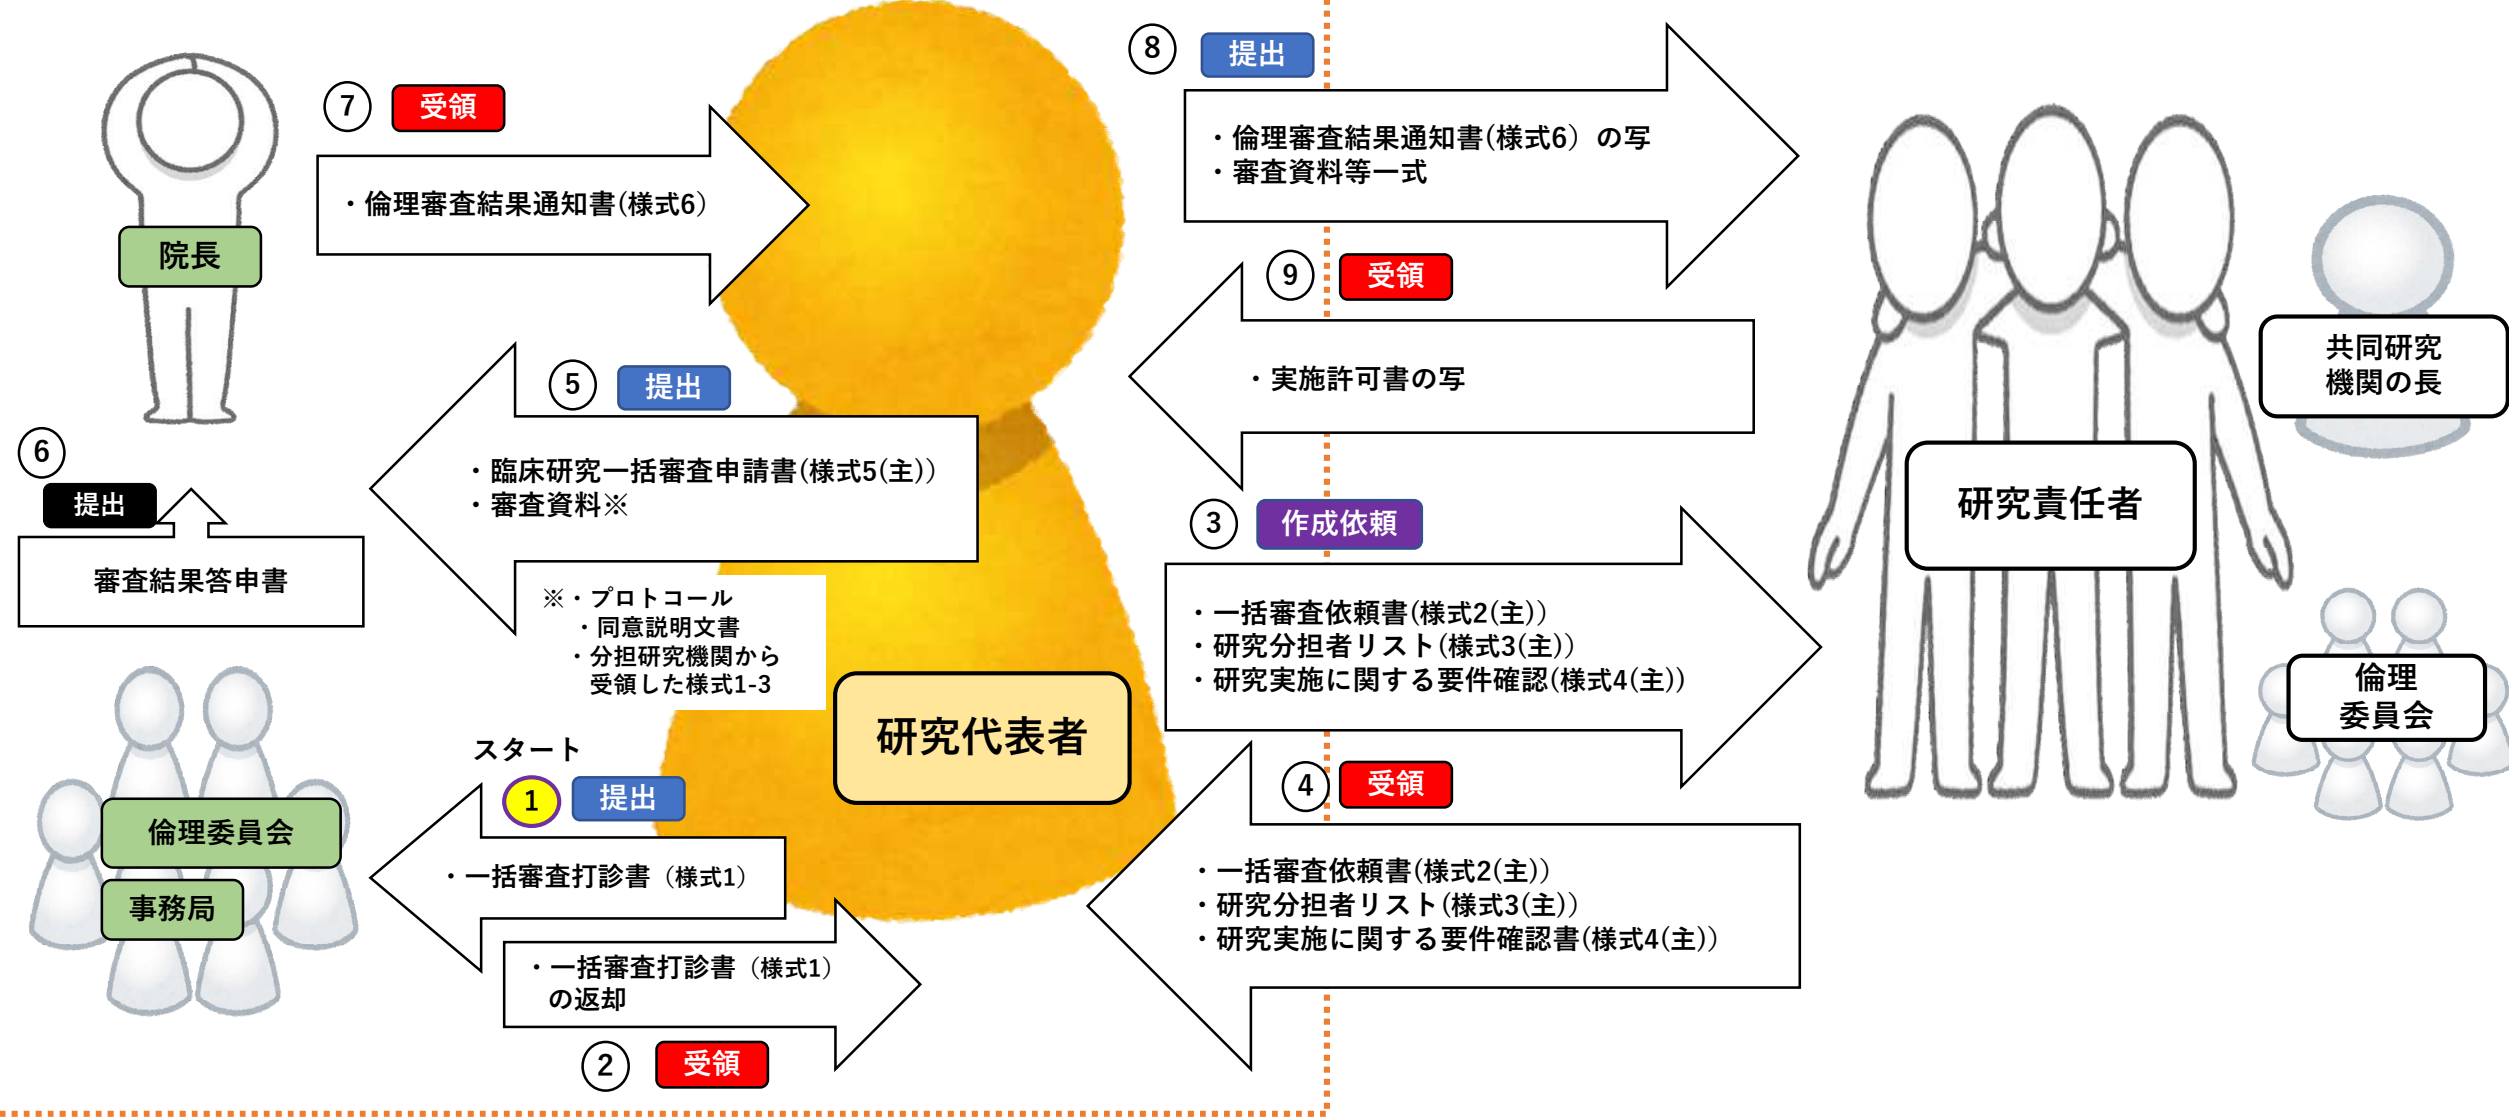 スタート
1
提出
・一括審査打診書（様式1）
2
受領
・一括審査打診書（様式1）
の返却
3
作成依頼
・一括審査依頼書(様式2(主))
・研究分担者リスト(様式3(主))
・研究実施に関する要件確認(様式4(主))
4
受領
・一括審査依頼書(様式2(主))
・研究分担者リスト(様式3(主))
・研究実施に関する要件確認書(様式4(主))
5
提出
・臨床研究一括審査申請書(様式5(主))
・審査資料※
※・プロトコール
・同意説明文書
・分担研究機関から
受領した様式1-3
6
提出
審査結果答申書
7
受領
・倫理審査結果通知書(様式6)
8
提出
・倫理審査結果通知書(様式6）の写
・審査資料等一式
9
受領
・実施許可書の写
院長
倫理委員会
事務局
研究代表者
研究責任者
共同研究
機関の長
倫理
委員会